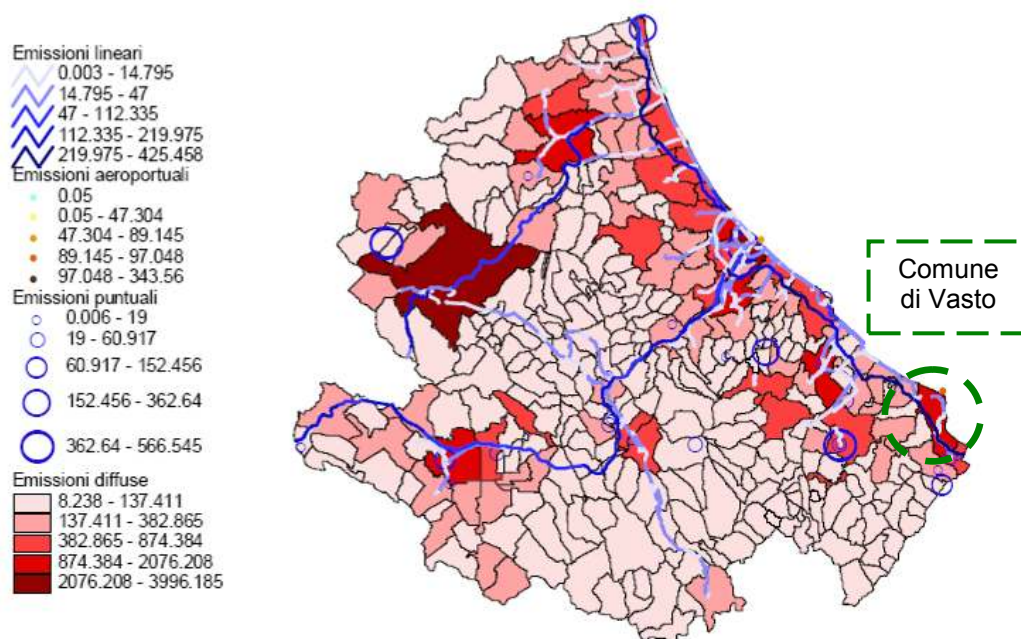 Emissioni lineari
0.003 - 14.795
14.795 - 47
47 - 112.335
112.335 - 219.975
219.975 - 425.458
Emissioni aeroportuali
0.05
0.05 - 47.304
47.304 - 89.145
89.145 - 97.048
97.048 - 343.56
Emissioni puntuali
0.006 - 19
19 - 60.917
60.917 - 152.456
152.456 - 362.64
362.64 - 566.545
Emissioni diffuse
8.238 - 137.411
137.411 - 382.865
382.865 - 874.384
874.384 - 2076.208
2076.208 - 3996.185
Comune
di Vasto